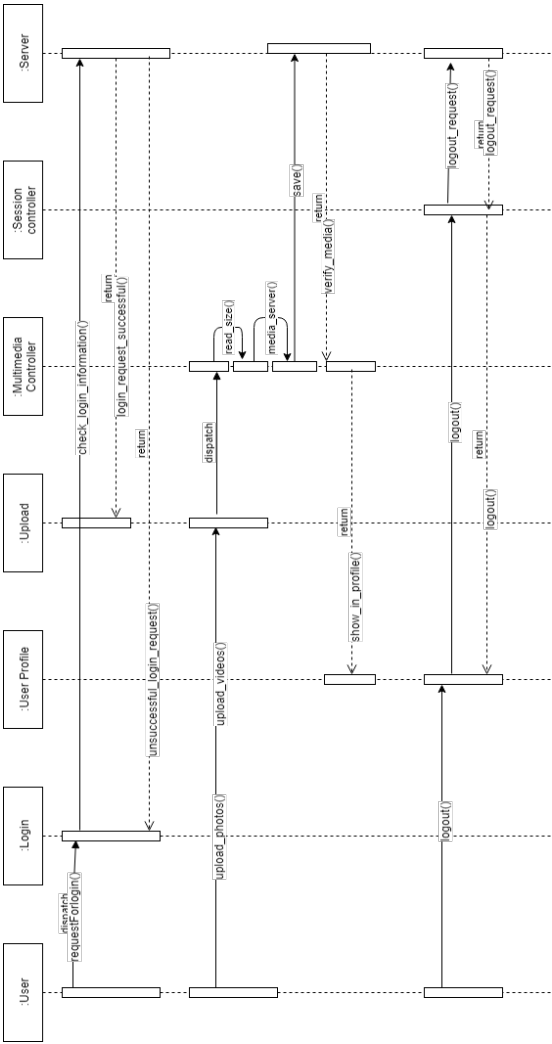 :User
:Login
:User Profile
:Upload
:Multimedia
Controller
:Session
controller
:Server
dispatch
requestForlogin()
check_login_information()
return
login_request_successful()
return
unsuccessful_login_request()
upload_photos()
upload_videos()
dispatch
read_size()
media_server()
save()
return
verify_media()
return
show_in_profile()
logout()
logout()
logout_request()
return
logout_request()
return
logout()